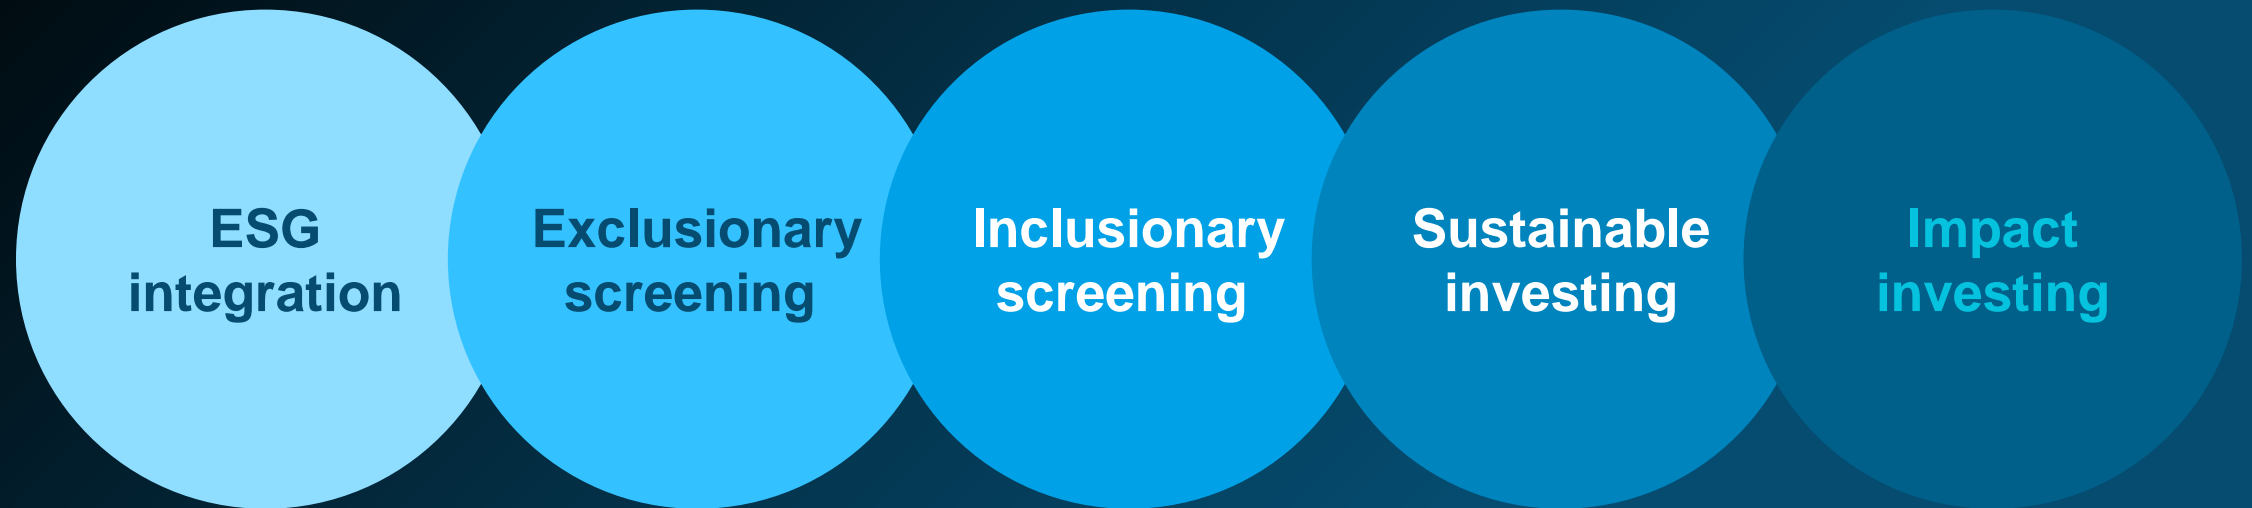 ESG
integration
Exclusionary
screening
Inclusionary
screening
Sustainable
investing
Impact
investing